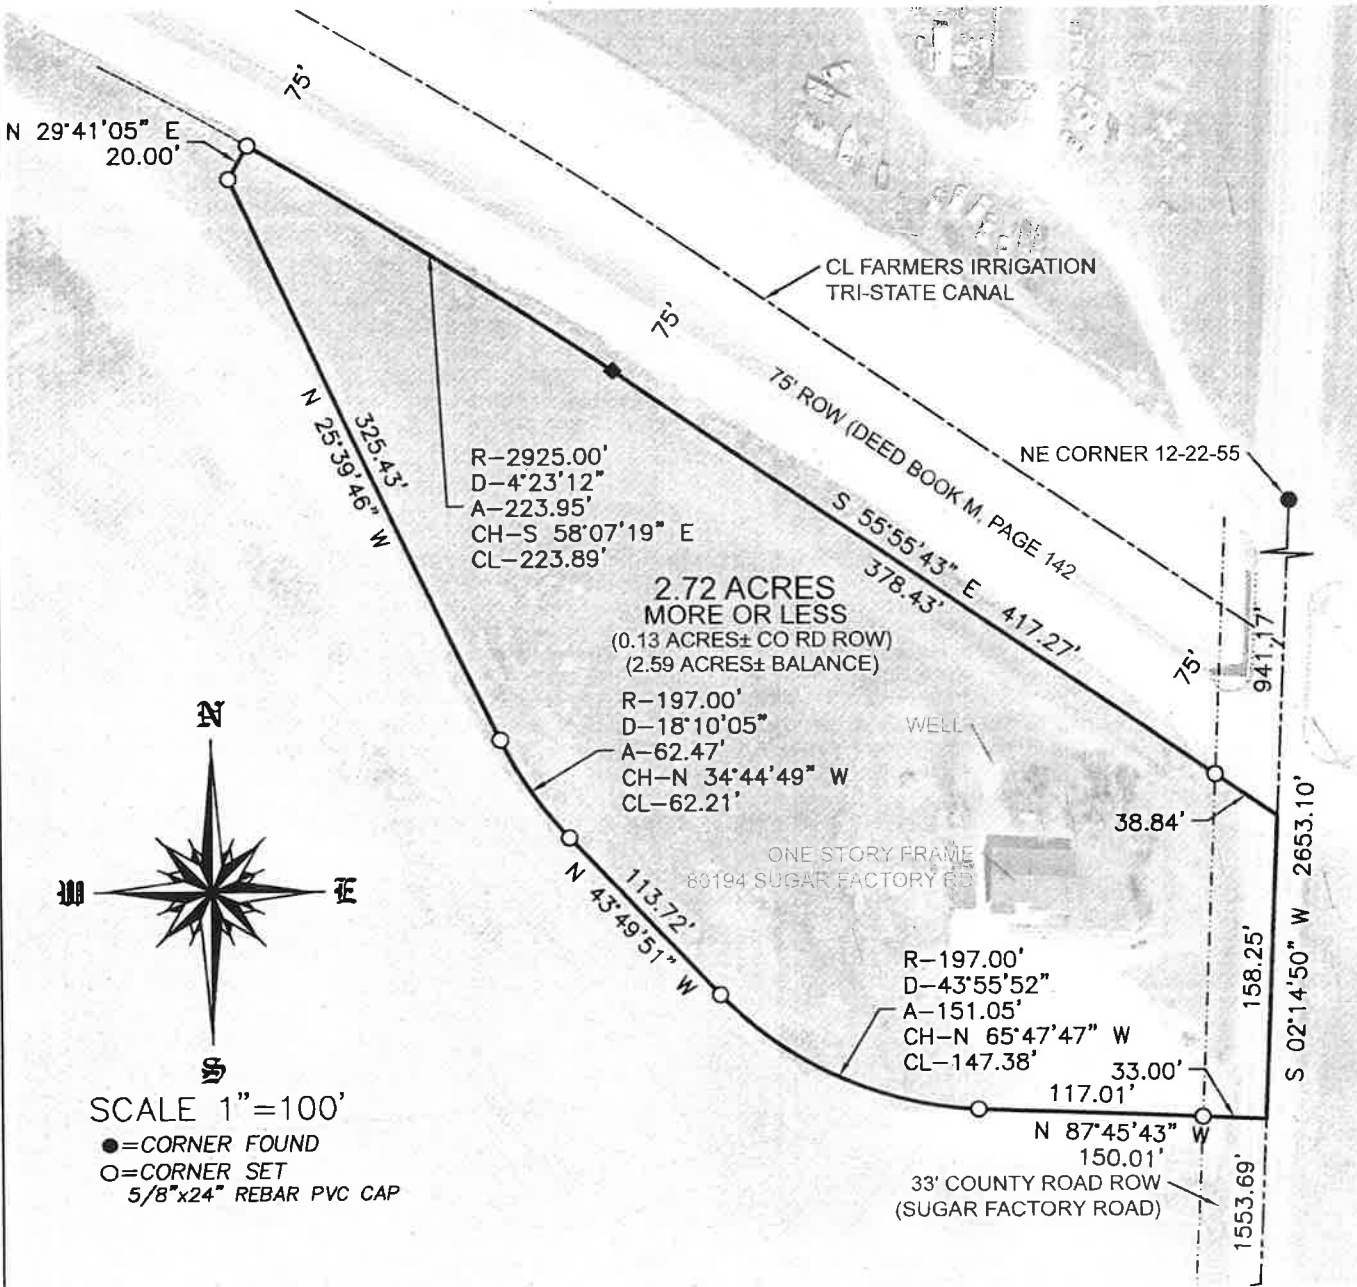 75'
N 29°41'05" E
20.00'
CL FARMERS IRRIGATION
TRI-STATE CANAL
75'
75' ROW (DEED BOOK M, PAGE 142
NE CORNER 12-22-55
325.43'
N 25°39'46" W
R-2925.00'
D-4°23'12"
A-223.95'
CH-S 58°07'19" E
CL-223.89'
S 55°55'43" E 417.27'
378.43'
2.72 ACRES
MORE OR LESS
(0.13 ACRES± CO RD ROW)
(2.59 ACRES± BALANCE)
75'
941.17'
R-197.00'
D-18°10'05"
A-62.47'
CH-N 34°44'49" W
CL-62.21'
WELL
38.84'
ONE STORY FRAME
80194 SUGAR FACTORY RD
113.72'
N 43°49'51" W
N
W
E
S
R-197.00'
D-43°55'52"
A-151.05'
CH-N 65°47'47" W
CL-147.38'
158.25'
S 02°14'50" W 2653.10'
33.00'
117.01'
N 87°45'43" W
150.01'
33' COUNTY ROAD ROW
(SUGAR FACTORY ROAD)
1553.69'
SCALE 1"=100'
●=CORNER FOUND
○=CORNER SET
5/8"x24" REBAR PVC CAP